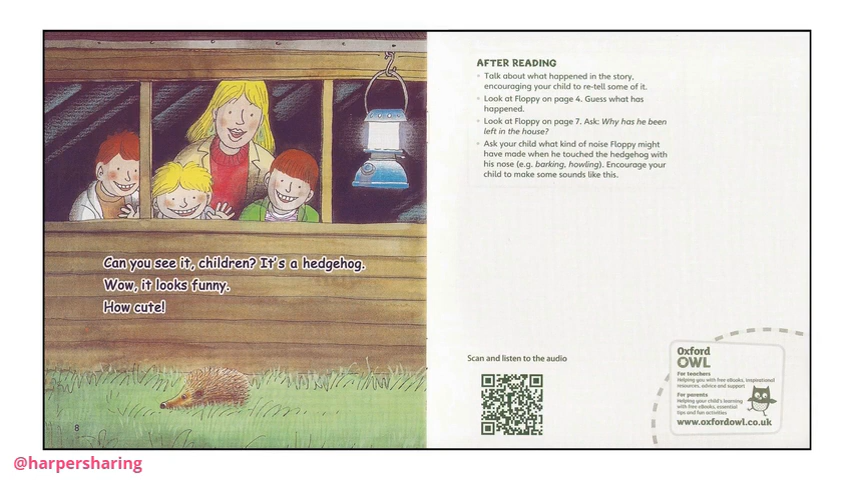 Can you see it, children? It's a hedgehog.
Wow, it looks funny.
How cute!
8
AFTER READING
Talk about what happened in the story,
encouraging your child to re-tell some of it.
Look at Floppy on page 4. Guess what has
happened.
Look at Floppy on page 7. Ask: Why has he been
left in the house?
Ask your child what kind of noise Floppy might
have made when he touched the hedgehog with
his nose (e.g. barking, howling). Encourage your
child to make some sounds like this.
Scan and listen to the audio
Oxford
OWL
For teachers
Helping you with free eBooks, inspirational
resources, advice and support
For parents
Helping your child's learning
with free eBooks, essential
tips and fun activities
www.oxfordowl.co.uk
@harpersharing